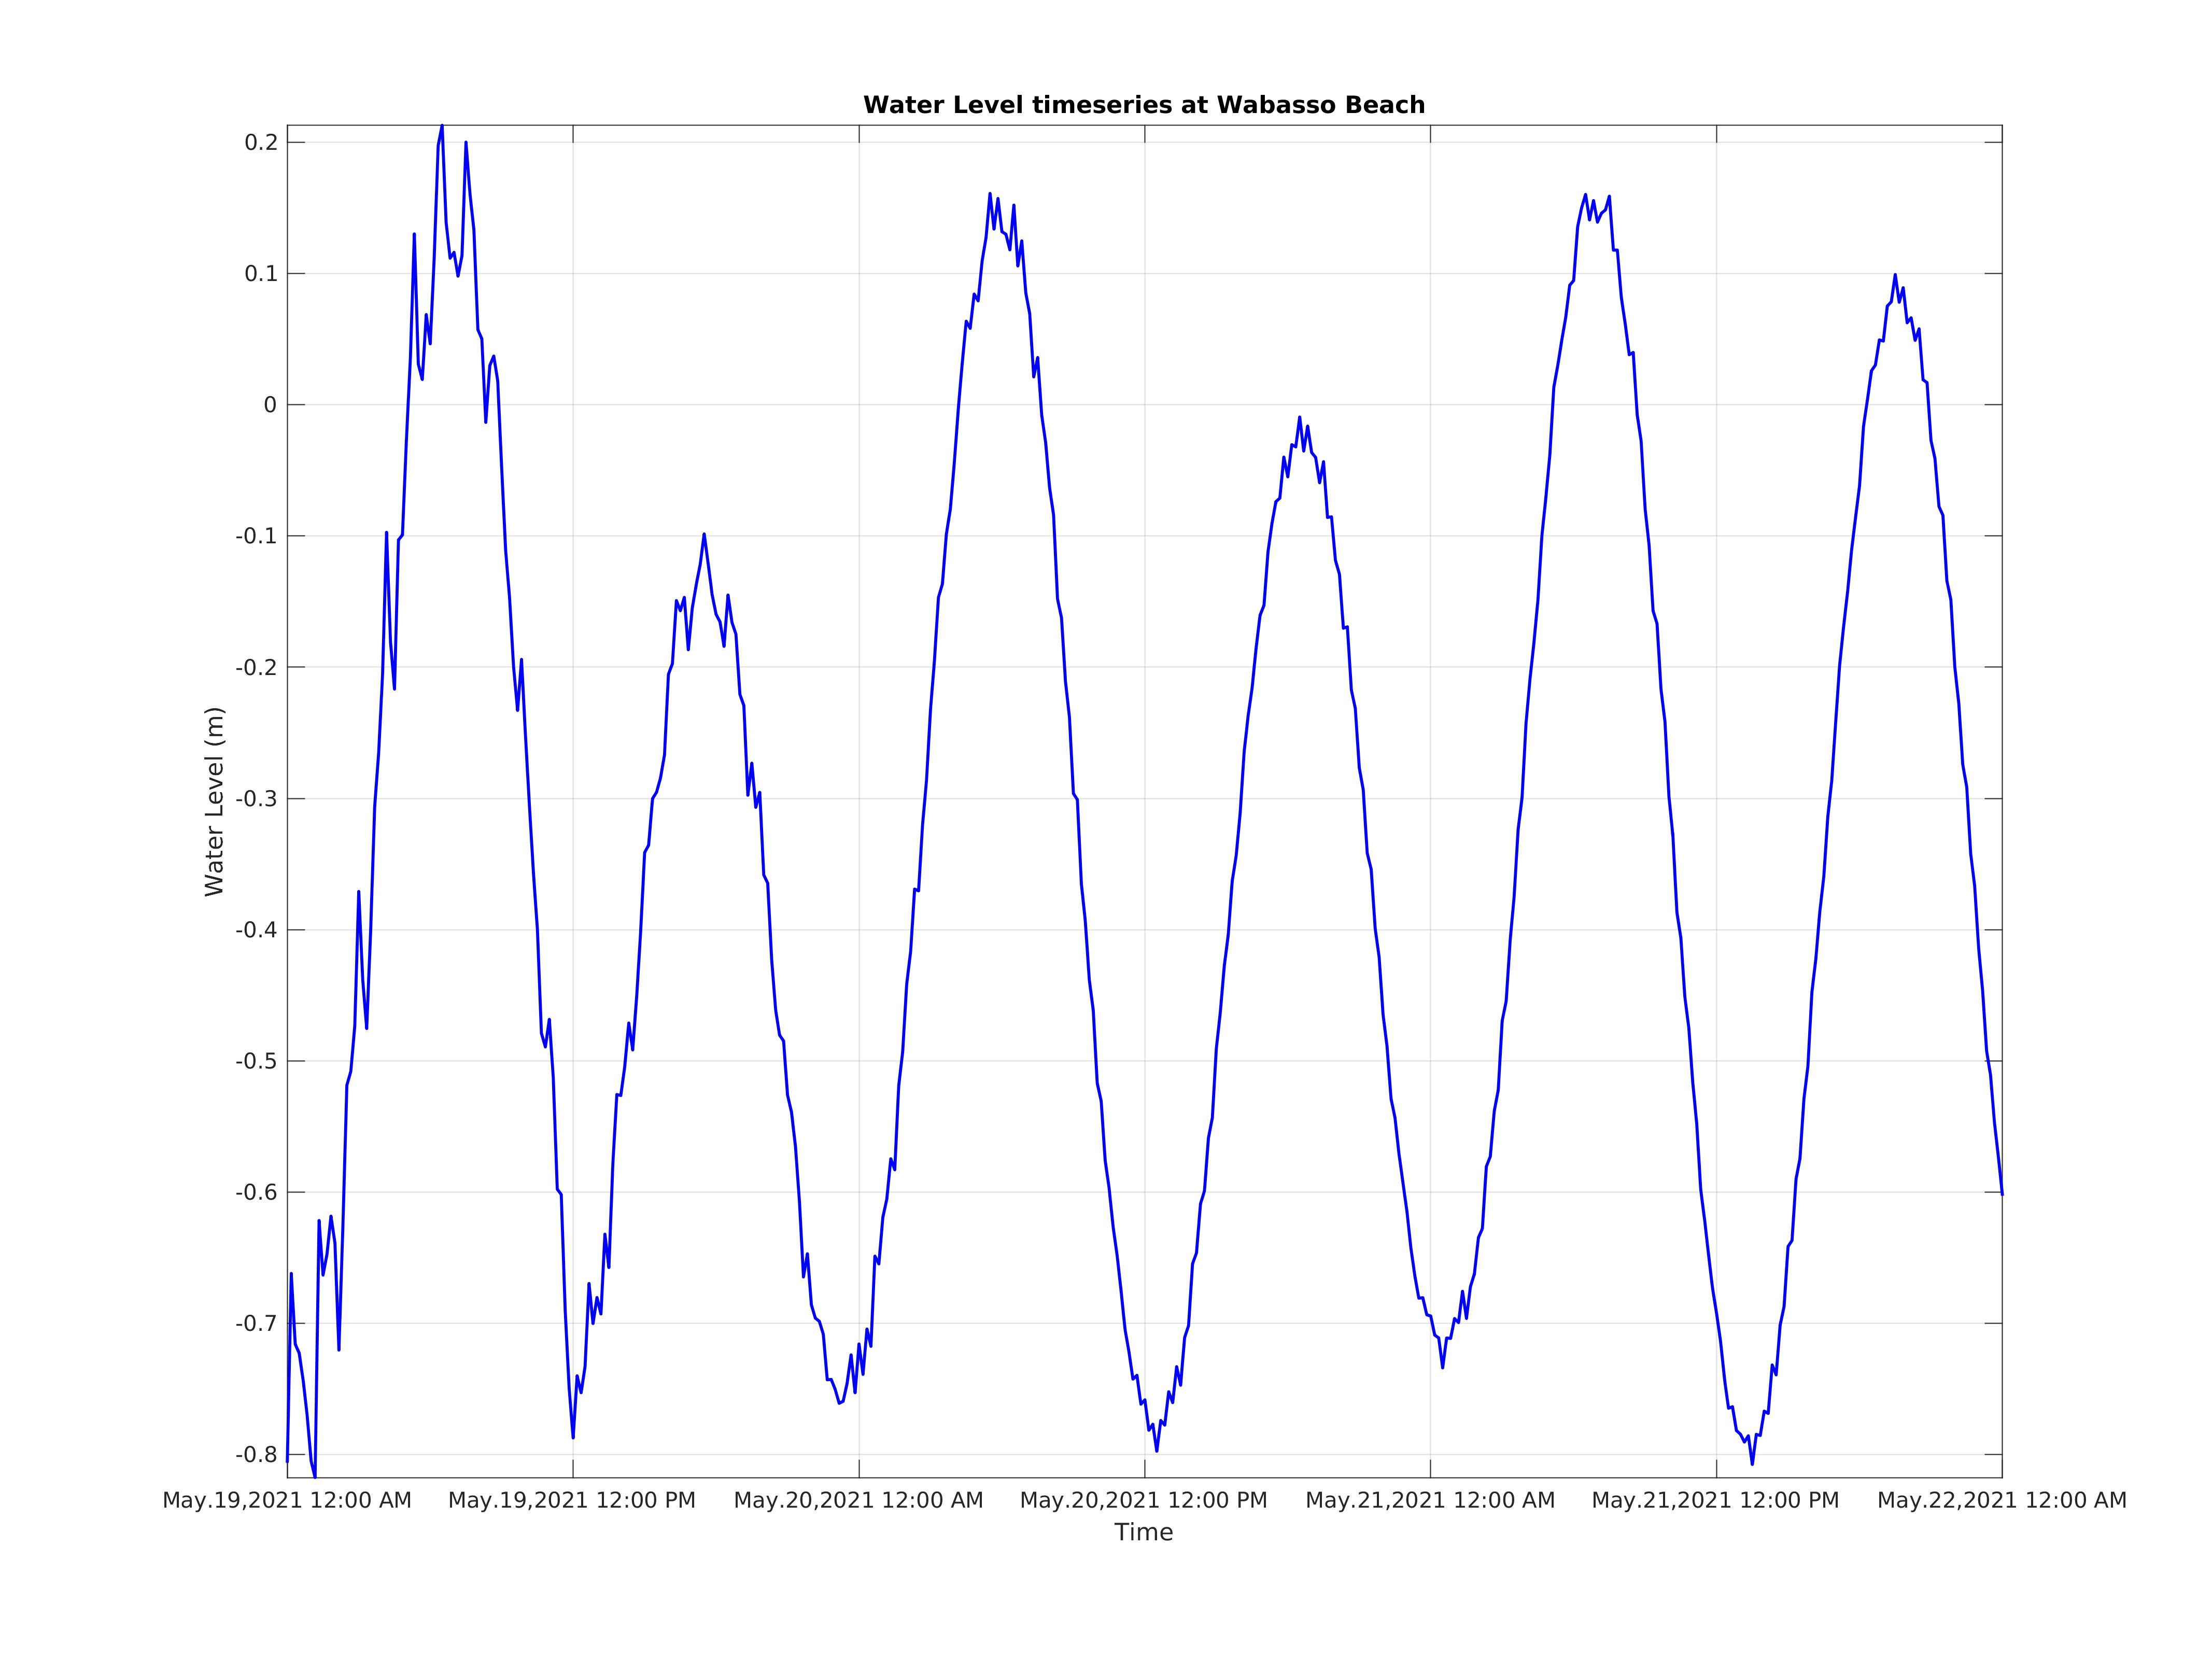 Water Level timeseries at Wabasso Beach
0.2
0.1
0
-0.1
-0.2
-0.3
-0.4
-0.5
-0.6
-0.7
-0.8
Water Level (m)
May.19,2021 12:00 AM May.19,2021 12:00 PM May.20,2021 12:00 AM May.20,2021 12:00 PM May.21,2021 12:00 AM May.21,2021 12:00 PM May.22,2021 12:00 AM
Time